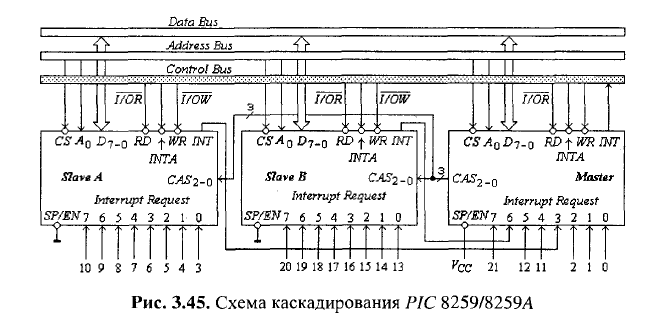 Data Bus
Address Bus
Control Bus
I/OR I/OW I/OR I/OW I/OR
3
CS A0 D7-0 RD WR INT CS A0 D7-0 RD WR INT CS A0 D7-0 RD WR INT
INTA INTA INTA
Slave A CAS2-0 Slave B CAS2-0 3 CAS2-0 Master
Interrupt Request Interrupt Request Interrupt Request
SP/EN 7 6 5 4 3 2 1 0 SP/EN 7 6 5 4 3 2 1 0 SP/EN 7 6 5 4 3 2 1 0
10 9 8 7 6 5 4 3 20 19 18 17 16 15 14 13 VCC 21 12 11 2 1 0
Рис. 3.45. Схема каскадирования PIC 8259/8259A